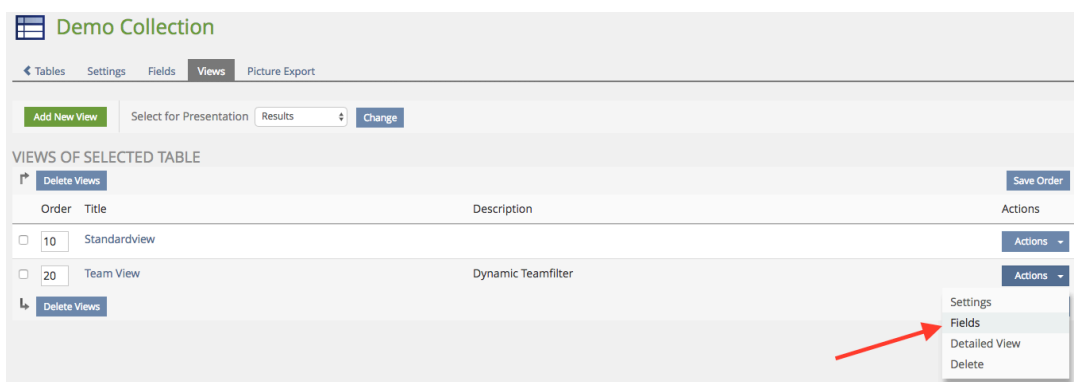 Demo Collection
Tables Settings Fields Views Picture Export
Add New View Select for Presentation Results Change
VIEWS OF SELECTED TABLE
Delete Views Save Order
Order Title Description Actions
10 Standardview Actions
20 Team View Dynamic Teamfilter Actions
Delete Views
Settings
Fields
Detailed View
Delete